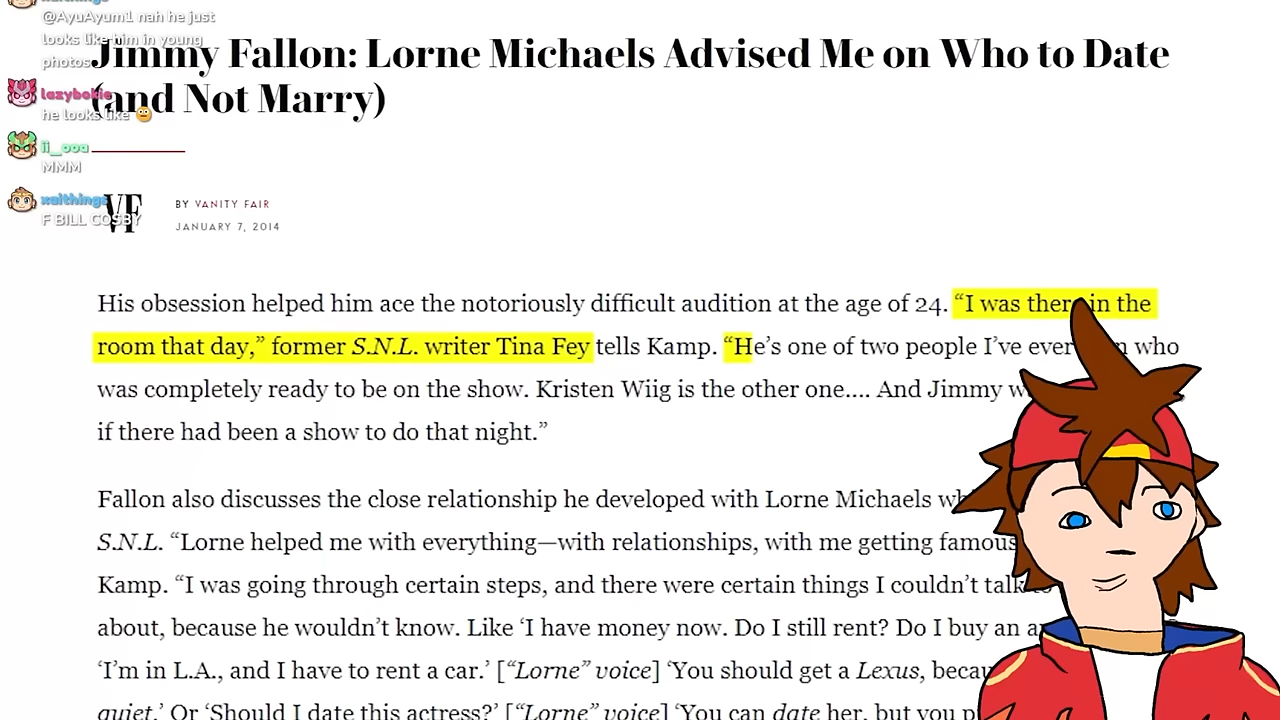 @AyuAyum1 nah he just
looks like him in young
photos
lazybokie
he looks like
ii_ooa
MMM
xaithings
F BILL COSBY
Jimmy Fallon: Lorne Michaels Advised Me on Who to Date
(and Not Marry)
VF
BY VANITY FAIR
JANUARY 7, 2014
His obsession helped him ace the notoriously difficult audition at the age of 24. “I was there in the
room that day,” former S.N.L. writer Tina Fey tells Kamp. “He’s one of two people I’ve ever who
was completely ready to be on the show. Kristen Wiig is the other one.... And Jimmy
if there had been a show to do that night.”
Fallon also discusses the close relationship he developed with Lorne Michaels
S.N.L. “Lorne helped me with everything—with relationships, with me getting famous
Kamp. “I was going through certain steps, and there were certain things I couldn’t talk
about, because he wouldn’t know. Like ‘I have money now. Do I still rent? Do I buy an
‘I’m in L.A., and I have to rent a car.’ [“Lorne” voice] ‘You should get a Lexus,
quiet.’ Or ‘Should I date this actress?’ [“Lorne” voice] ‘You can date her, but you